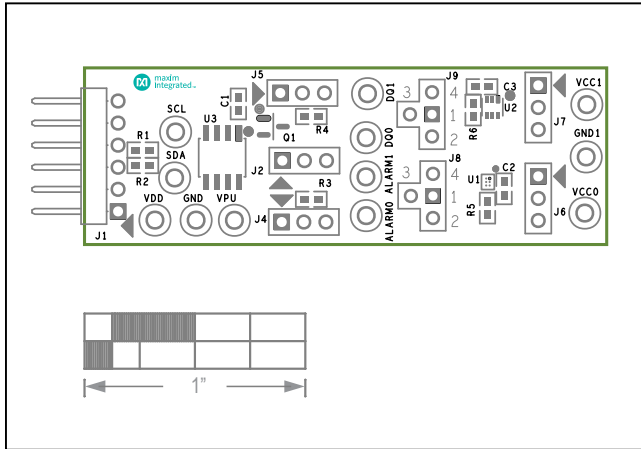 maxim
integrated™
J5
C1
SCL
U3
DQ1
J9
3
4
1
2
C3
U2
VCC1
J7
R6
GND1
R1
R2
SDA
Q1
R4
DQ0
J2
ALARM1
J8
3
4
1
2
U1
C2
R5
J6
VCC0
R3
VDD
GND
VPU
J4
ALARM0
J1
1"